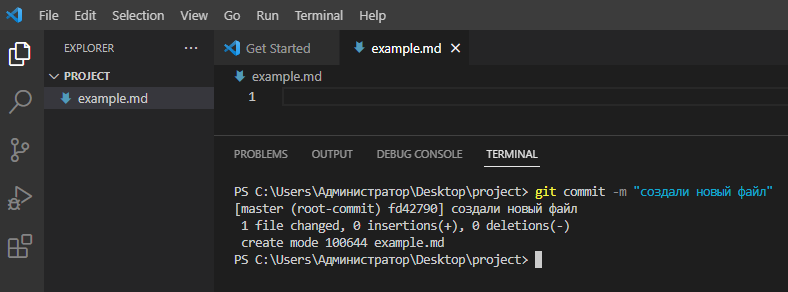 File Edit Selection View Go Run Terminal Help
EXPLORER ···
Get Started example.md
PROJECT
example.md
example.md
1
PROBLEMS OUTPUT DEBUG CONSOLE TERMINAL
PS C:\Users\Администратор\Desktop\project> git commit -m "создали новый файл"
[master (root-commit) fd42790] создали новый файл
1 file changed, 0 insertions(+), 0 deletions(-)
create mode 100644 example.md
PS C:\Users\Администратор\Desktop\project>